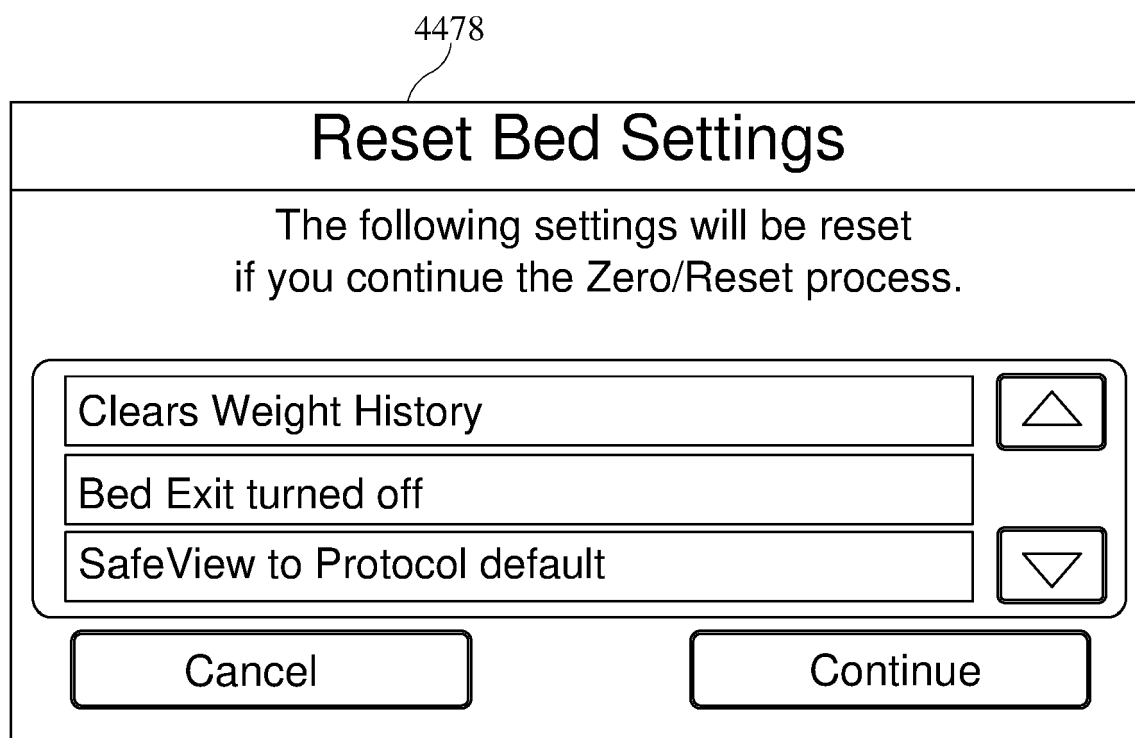 4478
Reset Bed Settings
The following settings will be reset
if you continue the Zero/Reset process.
Clears Weight History
Bed Exit turned off
SafeView to Protocol default
Cancel
Continue